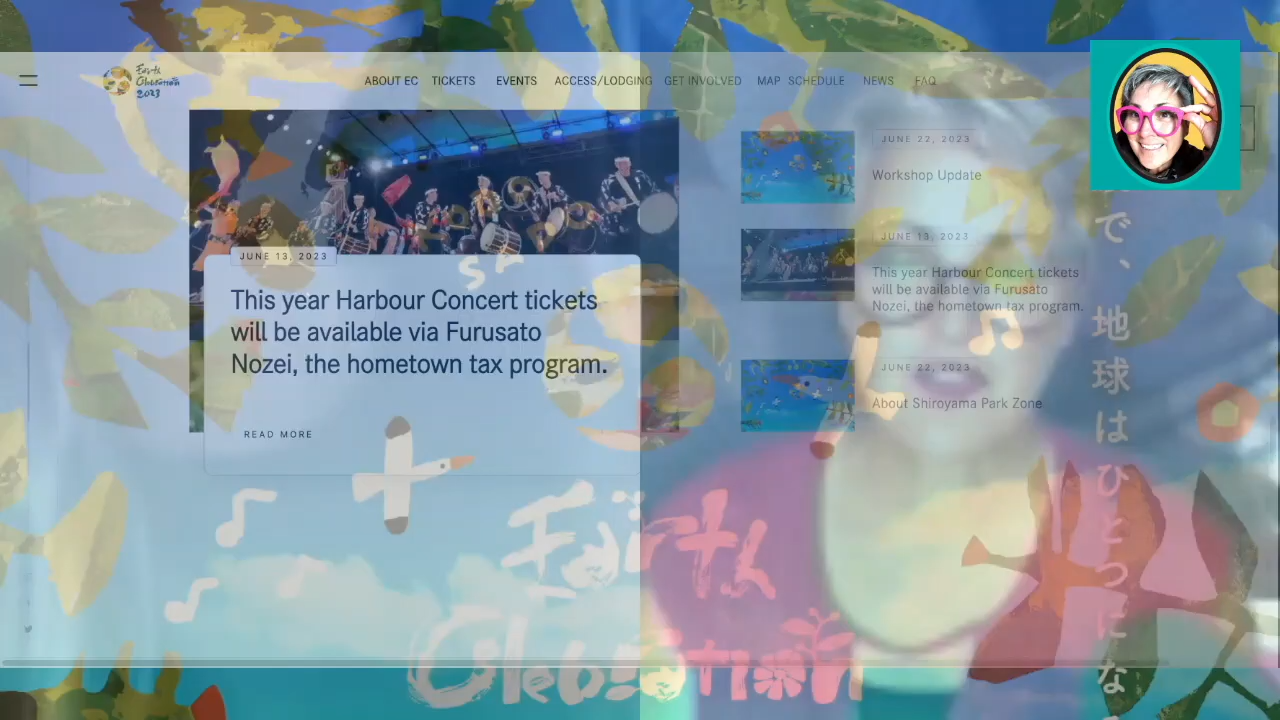 Earth
Celebration
2023
ABOUT EC TICKETS EVENTS ACCESS/LODGING GET INVOLVED MAP SCHEDULE NEWS FAQ
JUNE 13, 2023
This year Harbour Concert tickets
will be available via Furusato
Nozei, the hometown tax program.
READ MORE
JUNE 22, 2023
Workshop Update
JUNE 13, 2023
This year Harbour Concert tickets
will be available via Furusato
Nozei, the hometown tax program.
JUNE 22, 2023
About Shiroyama Park Zone
で、地球はひとつにな
Earth
Celebration